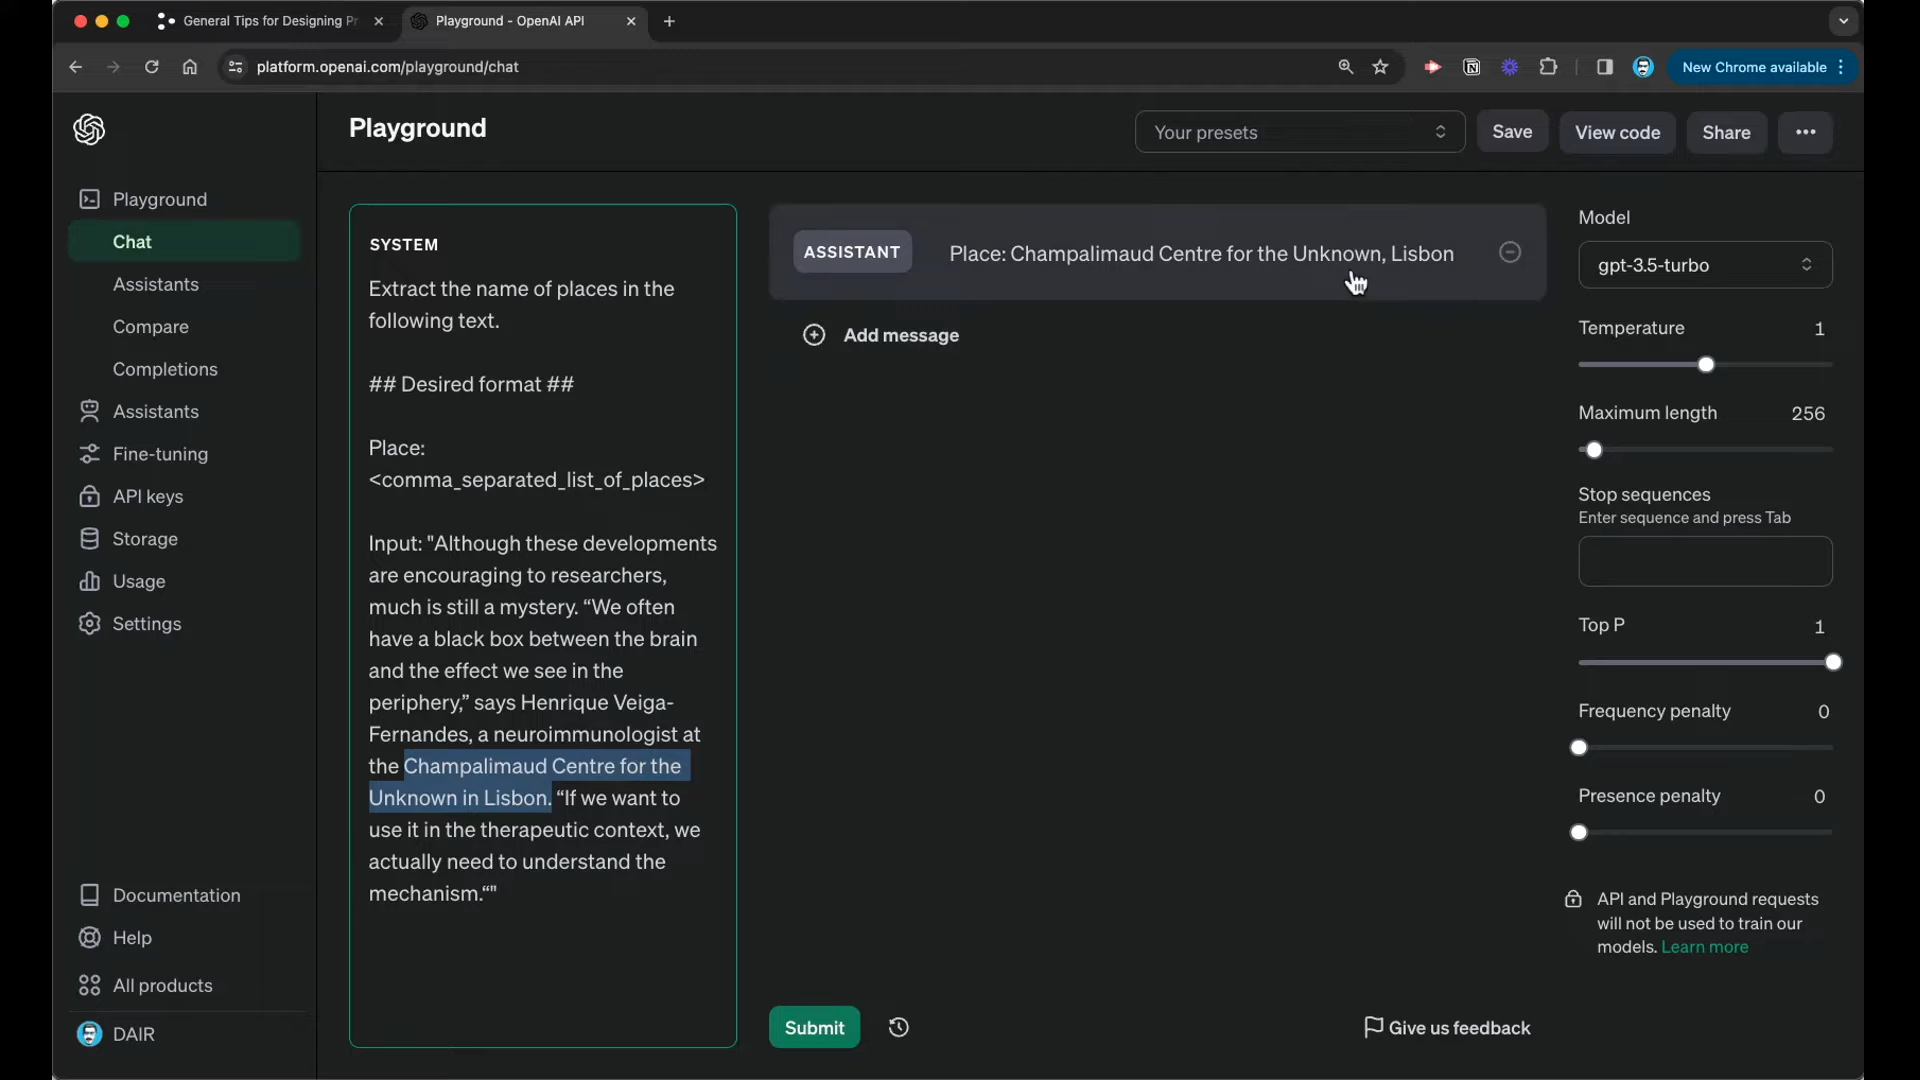 General Tips for Designing Pr
Playground - OpenAI API
platform.openai.com/playground/chat
New Chrome available
Playground
Your presets
Save
View code
Share
Playground
Chat
Assistants
Compare
Completions
Assistants
Fine-tuning
API keys
Storage
Usage
Settings
Documentation
Help
All products
DAIR
SYSTEM
Extract the name of places in the
following text.
## Desired format ##
Place:
<comma_separated_list_of_places>
Input: "Although these developments
are encouraging to researchers,
much is still a mystery. “We often
have a black box between the brain
and the effect we see in the
periphery,” says Henrique Veiga-
Fernandes, a neuroimmunologist at
the Champalimaud Centre for the
Unknown in Lisbon. “If we want to
use it in the therapeutic context, we
actually need to understand the
mechanism.“"
ASSISTANT
Place: Champalimaud Centre for the Unknown, Lisbon
Add message
Submit
Give us feedback
Model
gpt-3.5-turbo
Temperature 1
Maximum length 256
Stop sequences
Enter sequence and press Tab
Top P 1
Frequency penalty 0
Presence penalty 0
API and Playground requests
will not be used to train our
models. Learn more